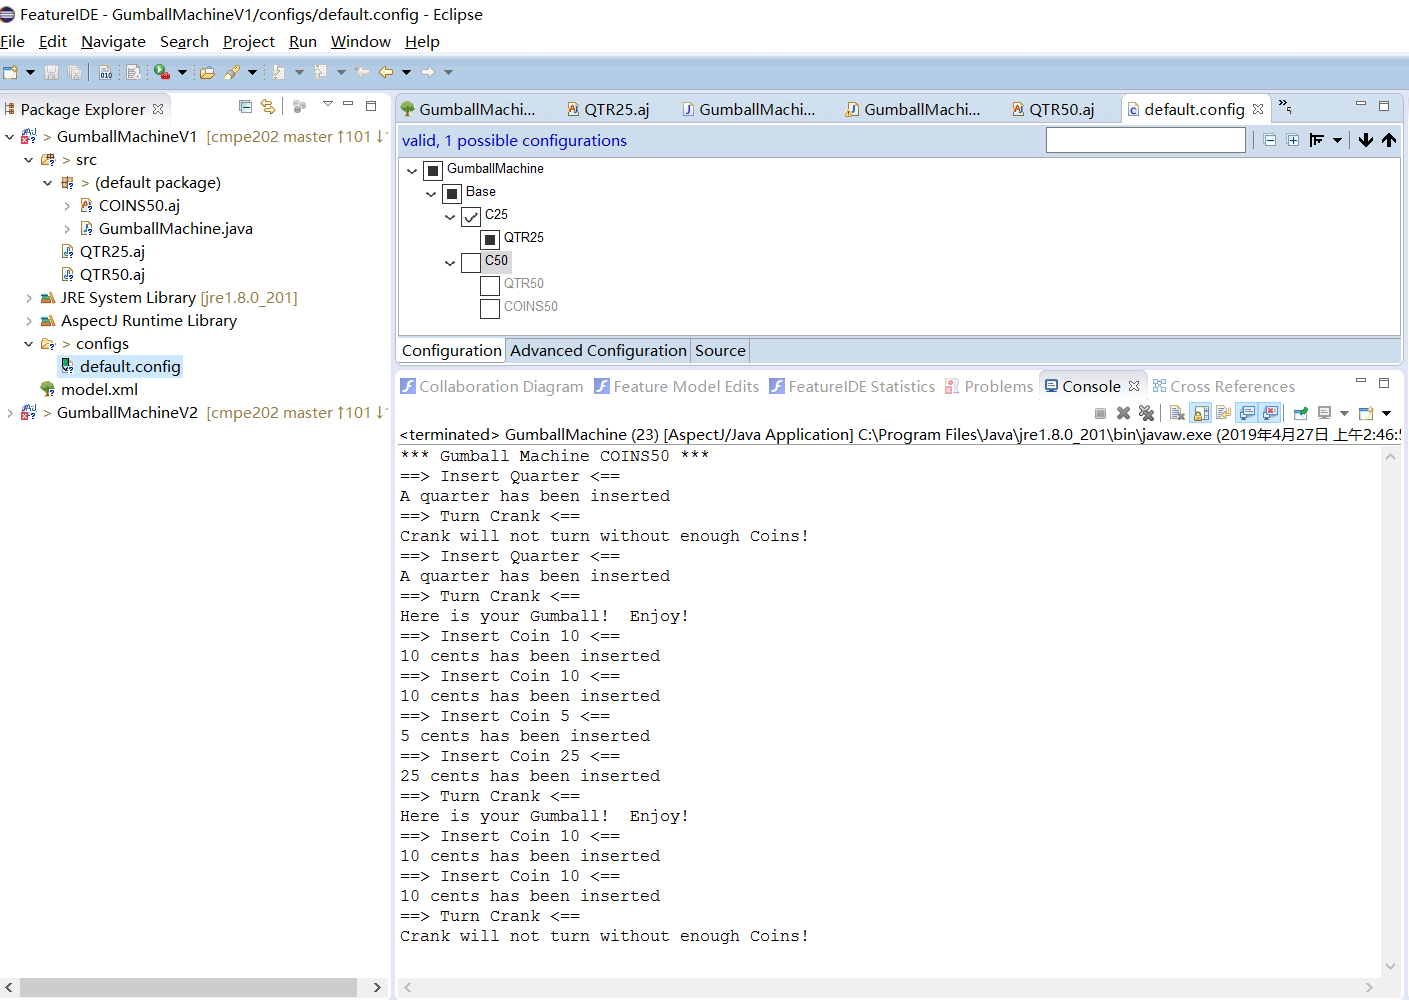 FeatureIDE - GumballMachineV1/configs/default.config - Eclipse
File Edit Navigate Search Project Run Window Help
Package Explorer
> GumballMachineV1 [cmpe202 master ↑101 ↓
> src
> (default package)
COINS50.aj
GumballMachine.java
QTR25.aj
QTR50.aj
JRE System Library [jre1.8.0_201]
AspectJ Runtime Library
> configs
default.config
model.xml
> GumballMachineV2 [cmpe202 master ↑101 ↓
GumballMachi... QTR25.aj GumballMachi... GumballMachi... QTR50.aj default.config »5
valid, 1 possible configurations
GumballMachine
Base
C25
QTR25
C50
QTR50
COINS50
Configuration Advanced Configuration Source
Collaboration Diagram Feature Model Edits FeatureIDE Statistics Problems Console Cross References
<terminated> GumballMachine (23) [AspectJ/Java Application] C:\Program Files\Java\jre1.8.0_201\bin\javaw.exe (2019年4月27日 上午2:46:5
*** Gumball Machine COINS50 ***
==> Insert Quarter <==
A quarter has been inserted
==> Turn Crank <==
Crank will not turn without enough Coins!
==> Insert Quarter <==
A quarter has been inserted
==> Turn Crank <==
Here is your Gumball!  Enjoy!
==> Insert Coin 10 <==
10 cents has been inserted
==> Insert Coin 10 <==
10 cents has been inserted
==> Insert Coin 5 <==
5 cents has been inserted
==> Insert Coin 25 <==
25 cents has been inserted
==> Turn Crank <==
Here is your Gumball!  Enjoy!
==> Insert Coin 10 <==
10 cents has been inserted
==> Insert Coin 10 <==
10 cents has been inserted
==> Turn Crank <==
Crank will not turn without enough Coins!